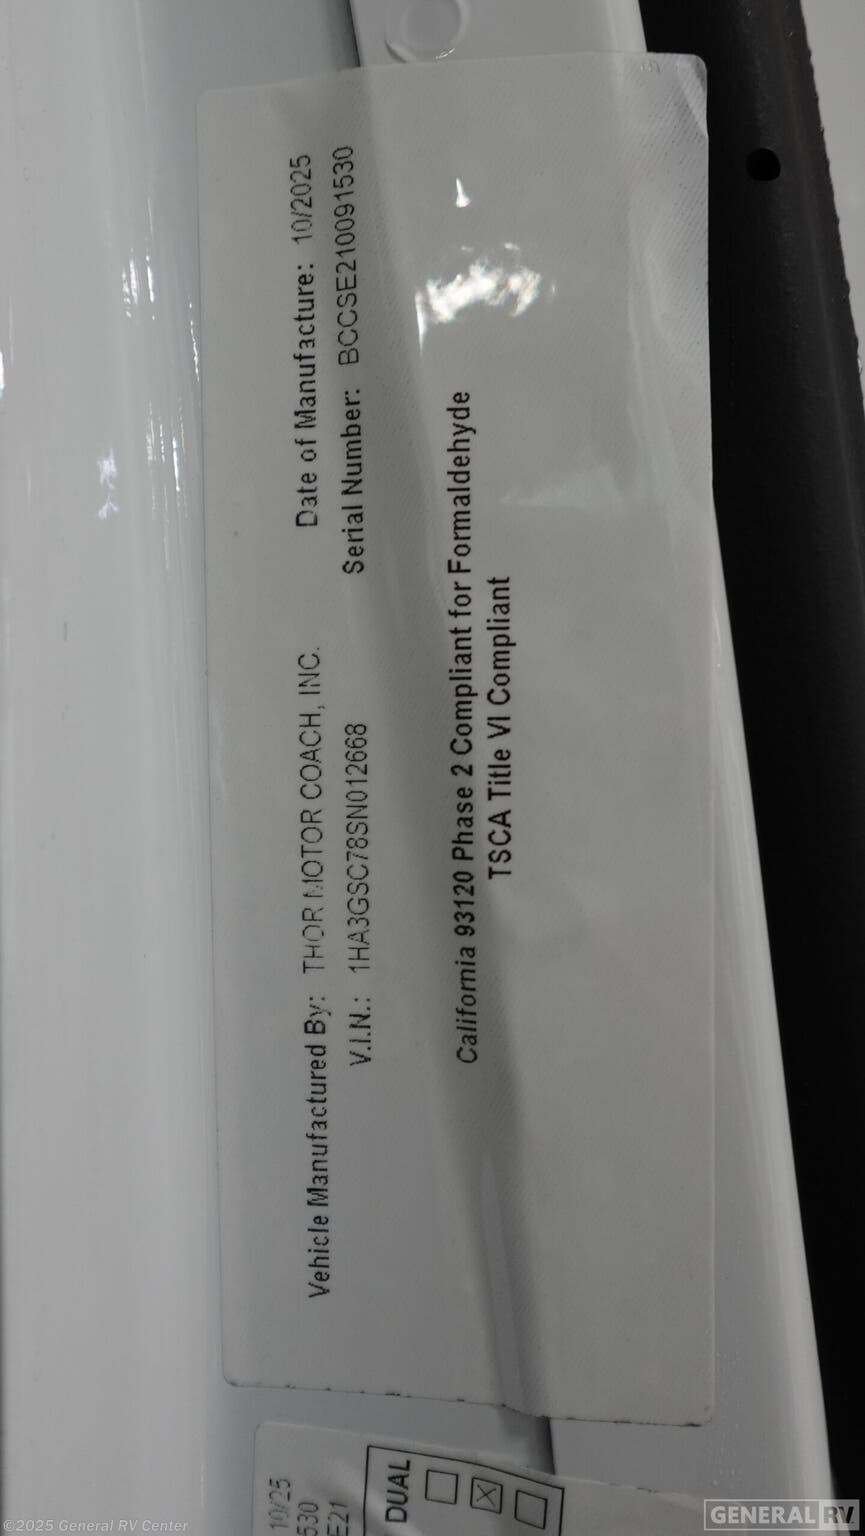 Vehicle Manufactured By: THOR MOTOR COACH, INC. Date of Manufacture: 10/2025
V.I.N.: 1HA3GSC78SN012668 Serial Number: BCCSE210091530
California 93120 Phase 2 Compliant for Formaldehyde
TSCA Title VI Compliant
10/25
530
E21
DUAL
©2025 General RV Center
GENERAL RV